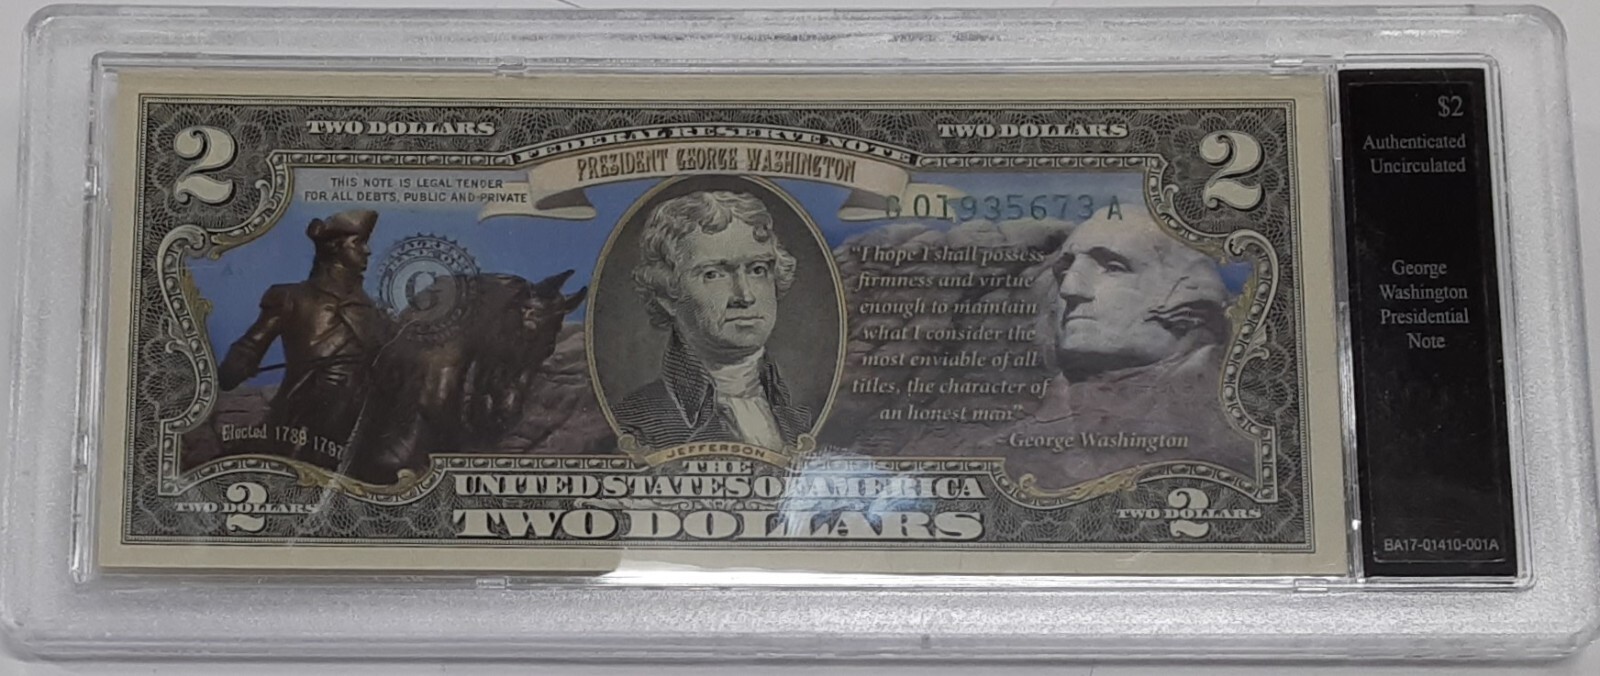 2
TWO DOLLARS
FEDERAL RESERVE NOTE
TWO DOLLARS
2
PRESIDENT GEORGE WASHINGTON
THIS NOTE IS LEGAL TENDER
FOR ALL DEBTS, PUBLIC AND PRIVATE
G 01935673 A
"I hope I shall possess
firmness and virtue
enough to maintain
what I consider the
most enviable of all
titles, the character of
an honest man"
- George Washington
G
Elected 1789 1797
JEFFERSON
THE
UNITED STATES OF AMERICA
TWO DOLLARS
TWO DOLLARS
2
TWO DOLLARS
2
$2
Authenticated
Uncirculated
George
Washington
Presidential
Note
BA17-01410-001A